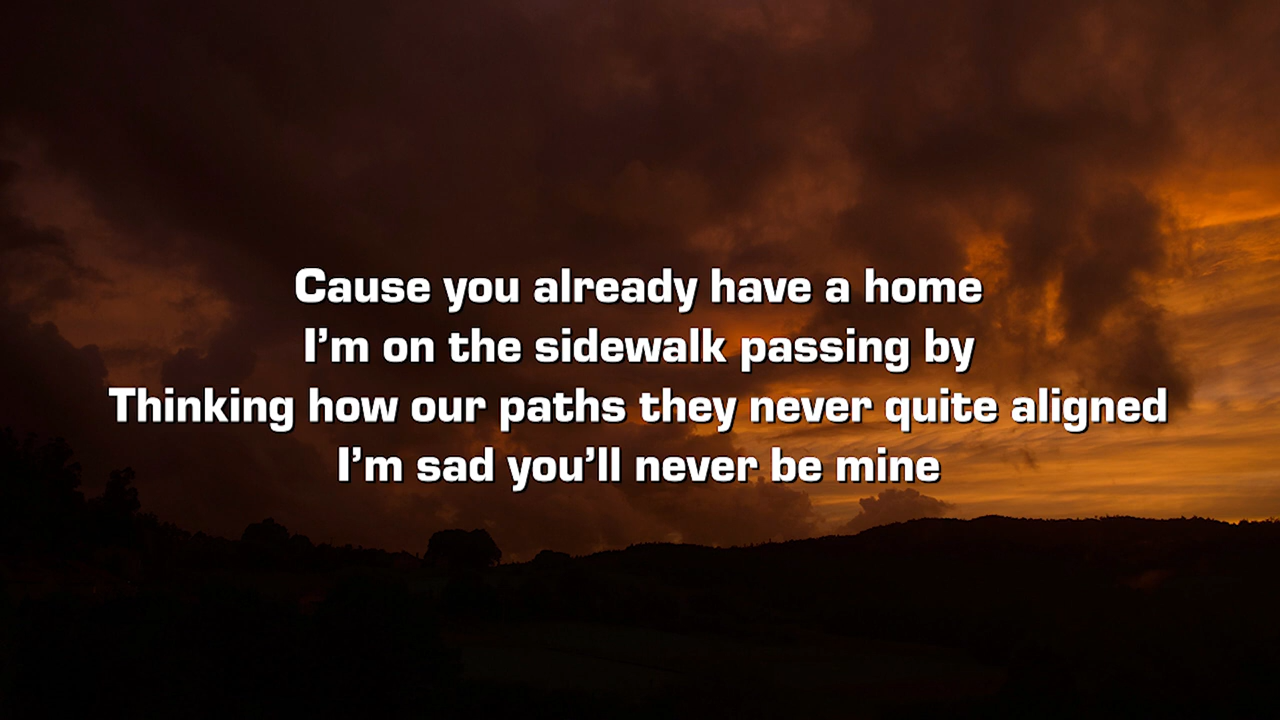 Cause you already have a home
I’m on the sidewalk passing by
Thinking how our paths they never quite aligned
I’m sad you’ll never be mine